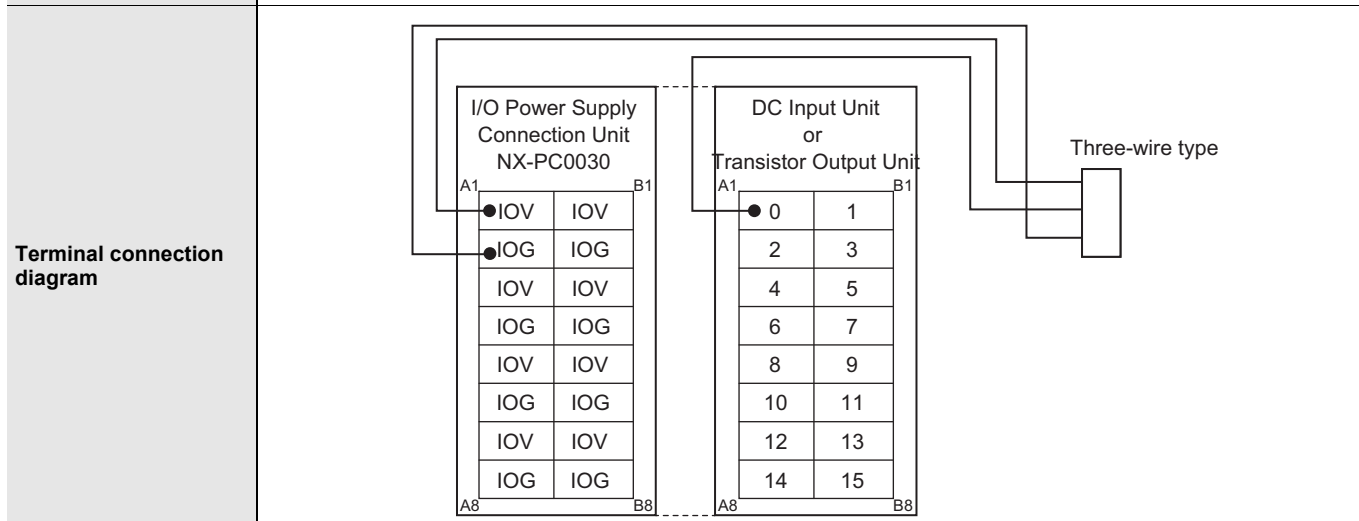 Terminal connection
diagram
I/O Power Supply
Connection Unit
NX-PC0030
A1 B1
IOV IOV
IOG IOG
IOV IOV
IOG IOG
IOV IOV
IOG IOG
IOV IOV
IOG IOG
A8 B8
DC Input Unit
or
Transistor Output Unit
A1 B1
0 1
2 3
4 5
6 7
8 9
10 11
12 13
14 15
A8 B8
Three-wire type